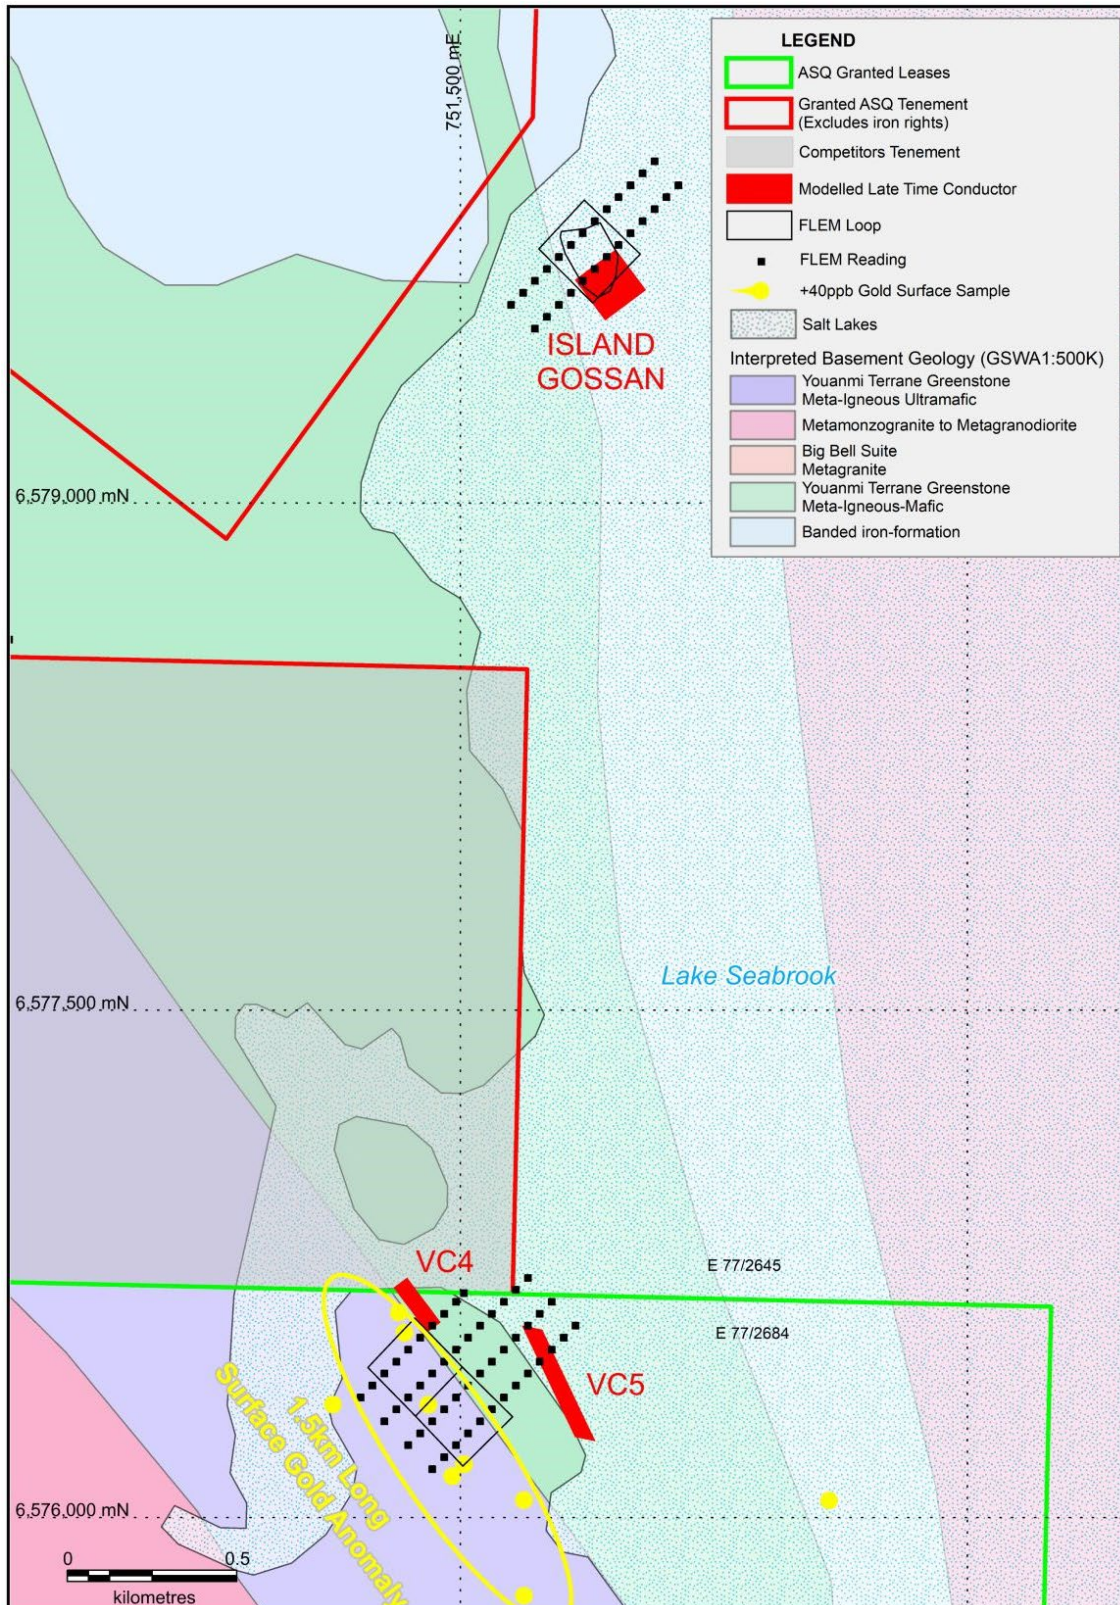 751,500 mE
LEGEND
ASQ Granted Leases
Granted ASQ Tenement
(Excludes iron rights)
Competitors Tenement
Modelled Late Time Conductor
FLEM Loop
FLEM Reading
+40ppb Gold Surface Sample
Salt Lakes
Interpreted Basement Geology (GSWA1:500K)
Youanmi Terrane Greenstone
Meta-Igneous Ultramafic
Metamonzogranite to Metagranodiorite
Big Bell Suite
Metagranite
Youanmi Terrane Greenstone
Meta-Igneous-Mafic
Banded iron-formation
ISLAND
GOSSAN
6,579,000 mN
Lake Seabrook
6,577,500 mN
VC4
E 77/2645
E 77/2684
VC5
1.5km Long
Surface Gold Anomaly
6,576,000 mN
0 0.5
kilometres